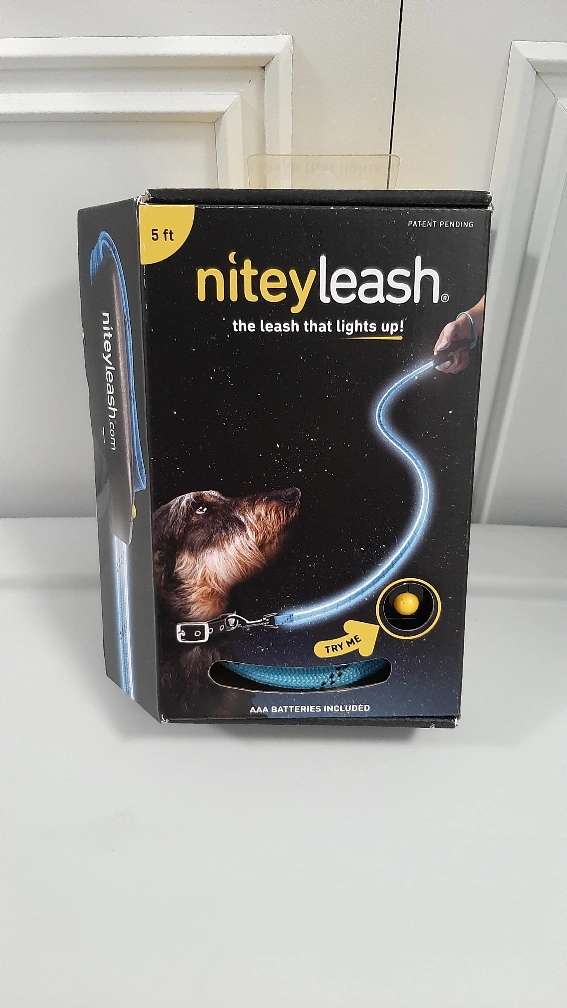 5 ft
PATENT PENDING
niteyleash®
the leash that lights up!
niteyleash.com
TRY ME
AAA BATTERIES INCLUDED